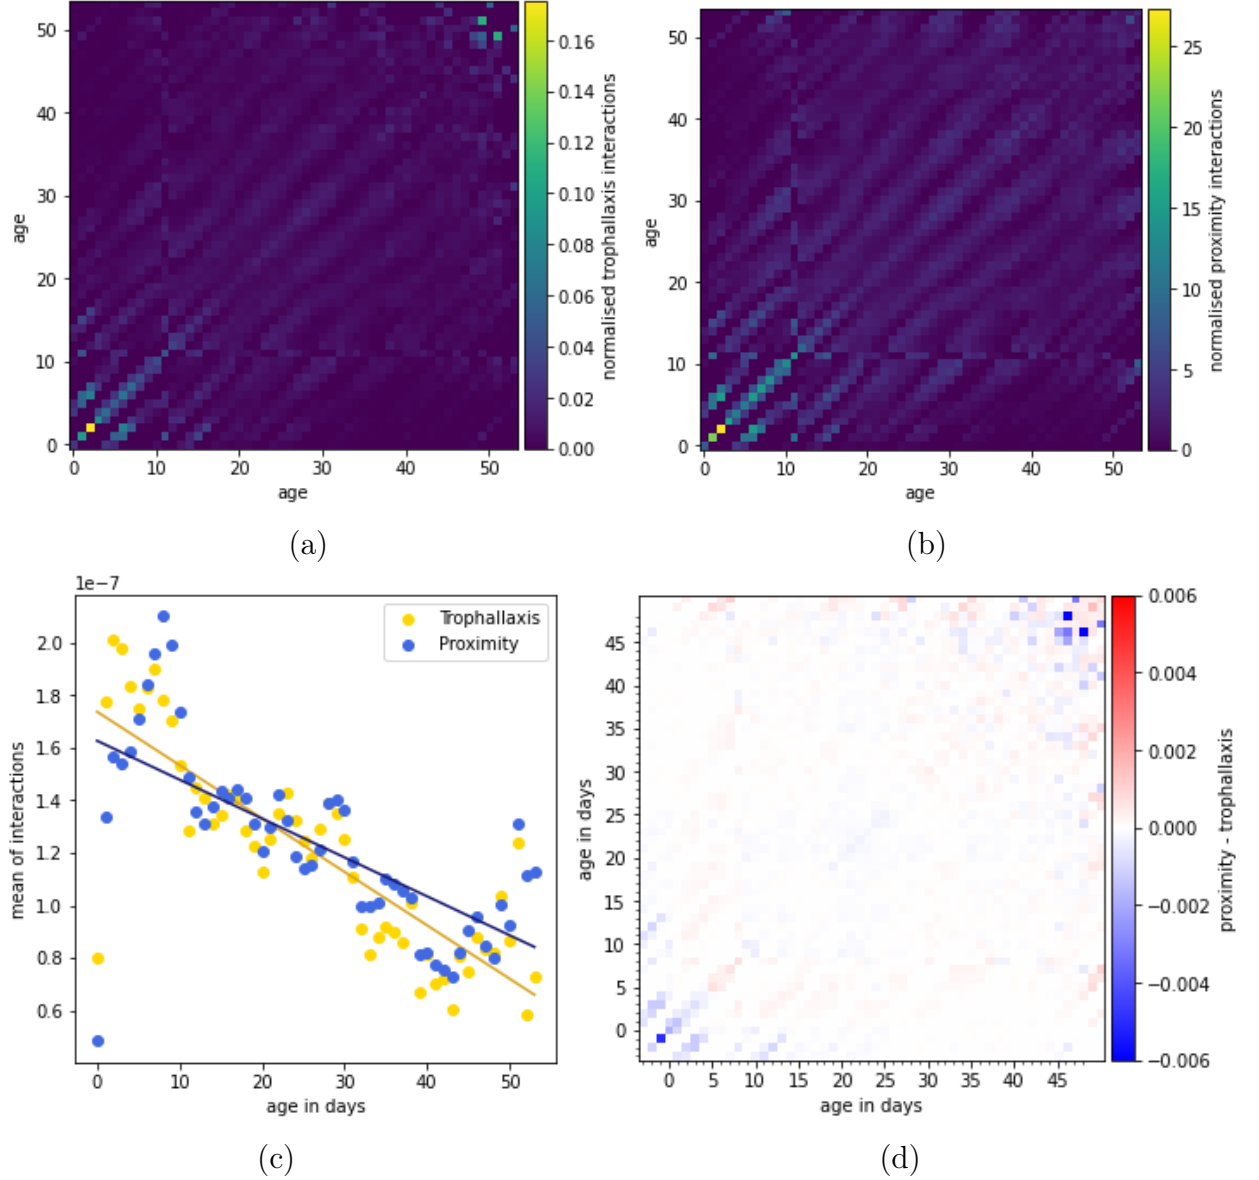 50
40
30
20
10
0
age
0 10 20 30 40 50
age
0.16
0.14
0.12
0.10
0.08
0.06
0.04
0.02
0.00
normalised trophallaxis interactions
(a)
50
40
30
20
10
0
age
0 10 20 30 40 50
age
25
20
15
10
5
0
normalised proximity interactions
(b)
1e−7
2.0
1.8
1.6
1.4
1.2
1.0
0.8
0.6
mean of interactions
Trophallaxis
Proximity
0 10 20 30 40 50
age in days
(c)
45
40
35
30
25
20
15
10
5
0
age in days
0 5 10 15 20 25 30 35 40 45
age in days
0.006
0.004
0.002
0.000
−0.002
−0.004
−0.006
proximity - trophallaxis
(d)